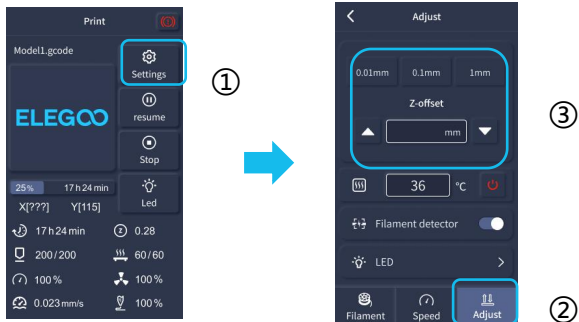 Print
Model1.gcode
Settings
ELEGOO
resume
Stop
25% 17 h 24 min
X[???] Y[115]
Led
17 h 24 min
Z 0.28
200/200
60/60
100%
100%
0.023 mm/s
100%
①
Adjust
0.01mm 0.1mm 1mm
Z-offset
mm
③
36 °C
Filament detector
LED
Filament Speed Adjust
②